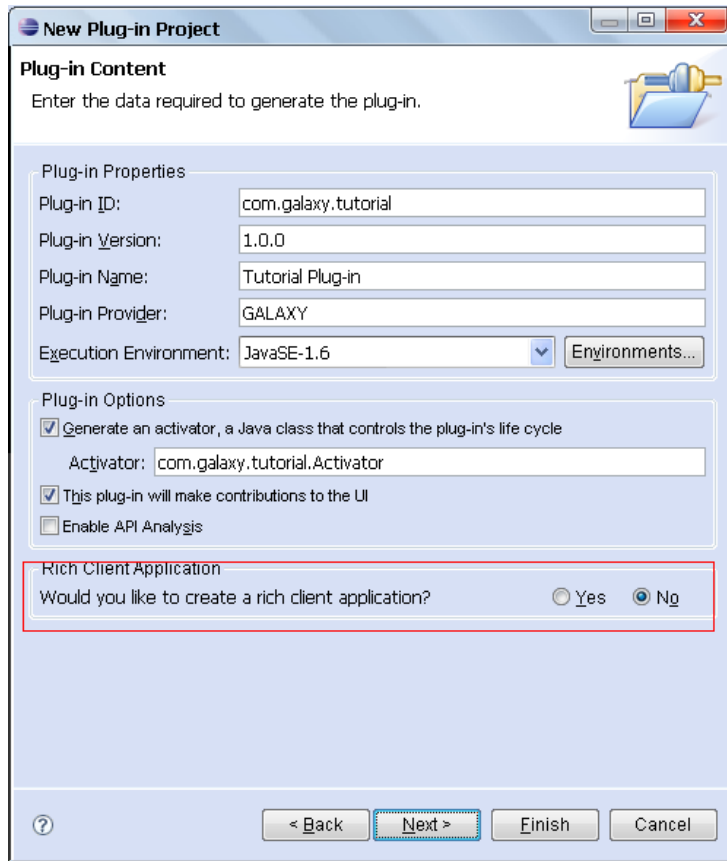 New Plug-in Project
Plug-in Content
Enter the data required to generate the plug-in.
Plug-in Properties
Plug-in ID: com.galaxy.tutorial
Plug-in Version: 1.0.0
Plug-in Name: Tutorial Plug-in
Plug-in Provider: GALAXY
Execution Environment: JavaSE-1.6 Environments...
Plug-in Options
Generate an activator, a Java class that controls the plug-in's life cycle
Activator: com.galaxy.tutorial.Activator
This plug-in will make contributions to the UI
Enable API Analysis
Rich Client Application
Would you like to create a rich client application? Yes No
? < Back Next > Finish Cancel